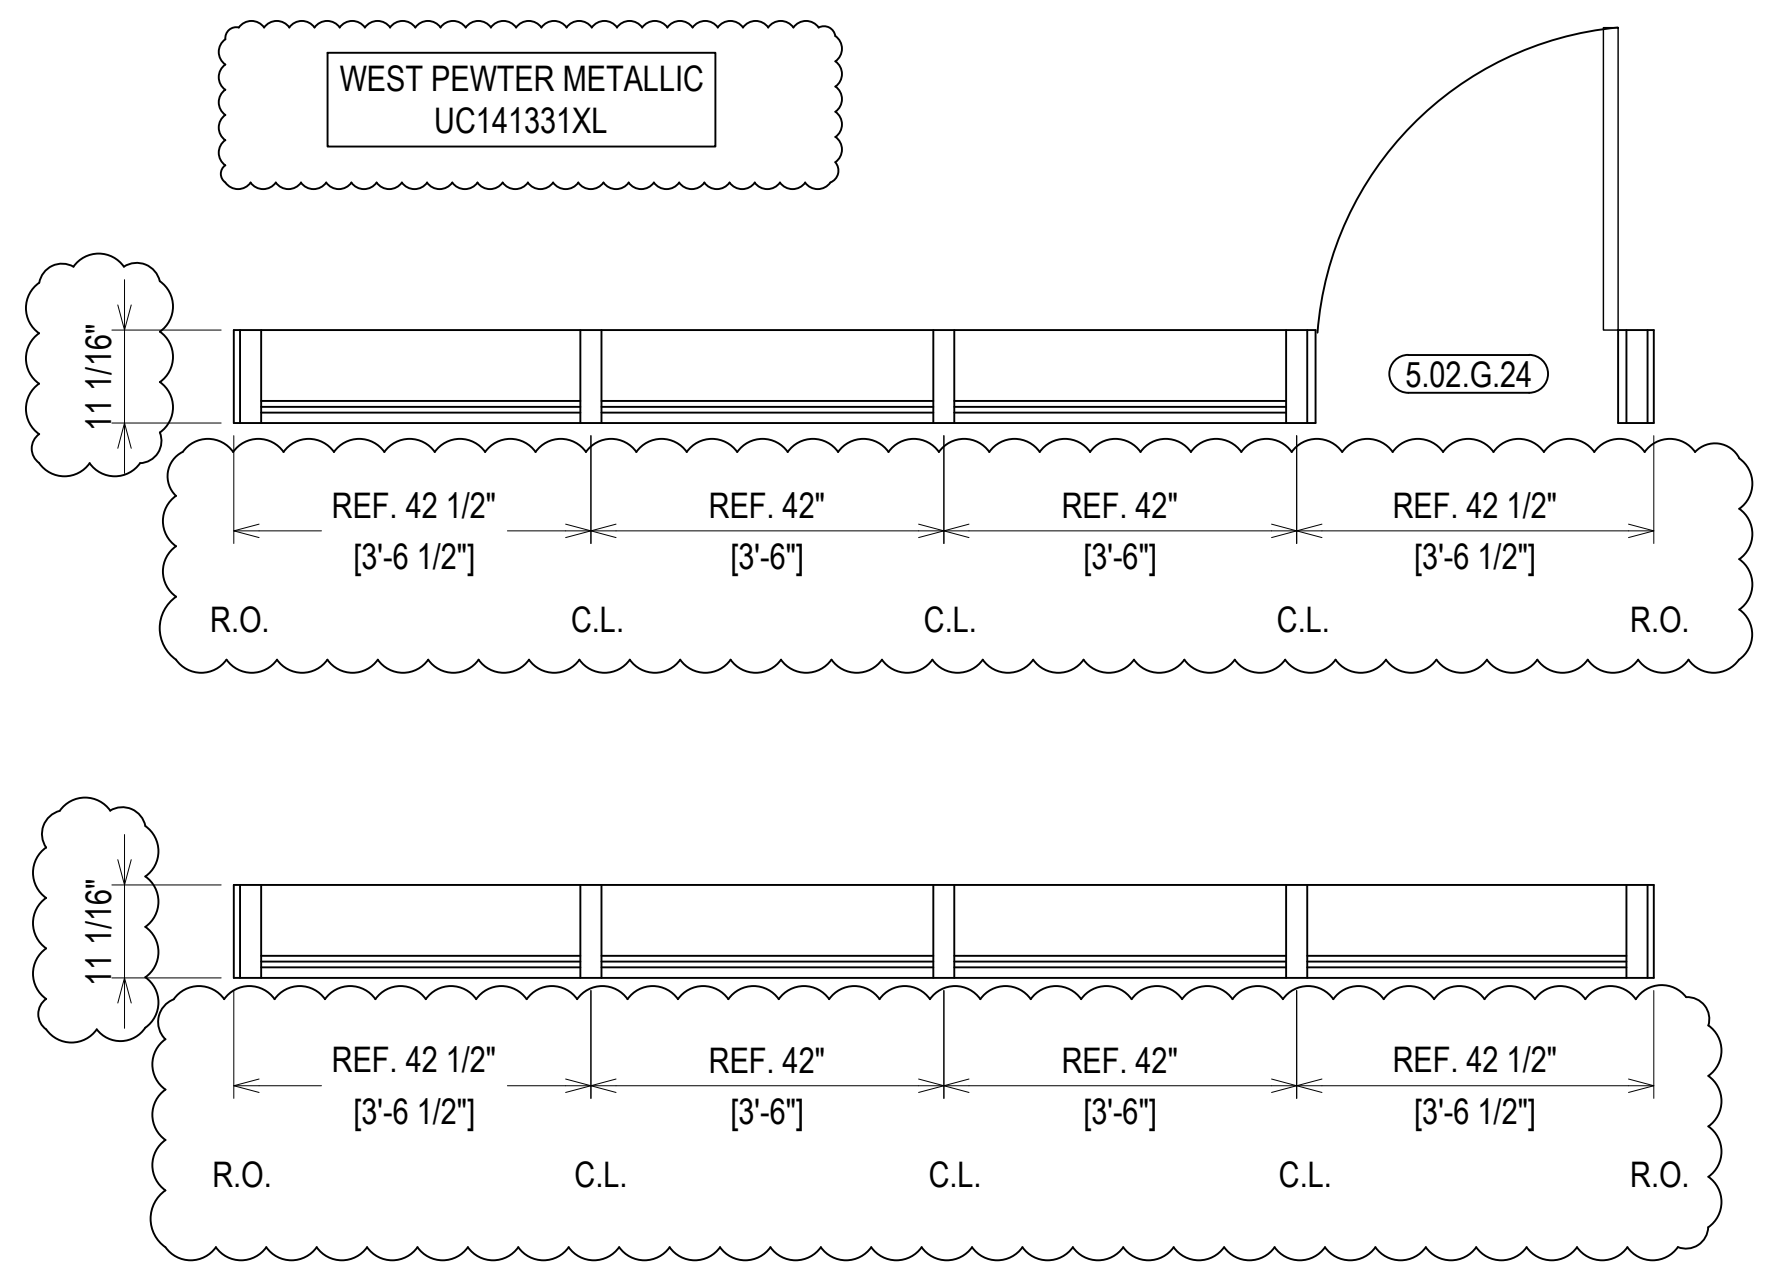 WEST PEWTER METALLIC
UC141331XL
11 1/16"
5.02.G.24
REF. 42 1/2" REF. 42" REF. 42" REF. 42 1/2"
[3'-6 1/2"] [3'-6"] [3'-6"] [3'-6 1/2"]
R.O. C.L. C.L. C.L. R.O.
11 1/16"
REF. 42 1/2" REF. 42" REF. 42" REF. 42 1/2"
[3'-6 1/2"] [3'-6"] [3'-6"] [3'-6 1/2"]
R.O. C.L. C.L. C.L. R.O.